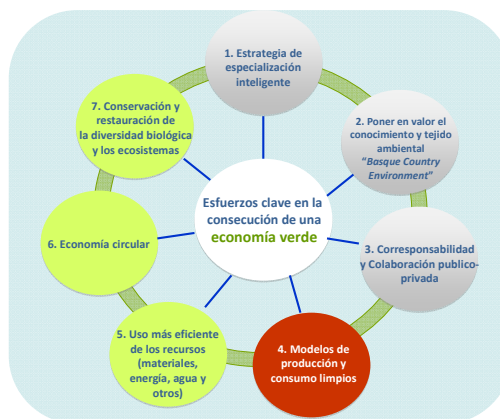 1. Estrategia de
especialización
inteligente
2. Poner en valor el
conocimiento y tejido
ambiental
“Basque Country
Environment”
3. Corresponsabilidad
y Colaboración publico-
privada
4. Modelos de
producción y
consumo limpios
5. Uso más eficiente
de los recursos
(materiales,
energía, agua y
otros)
6. Economía circular
7. Conservación y
restauración de
la diversidad biológica
y los ecosistemas
Esfuerzos clave en la
consecución de una
economía verde